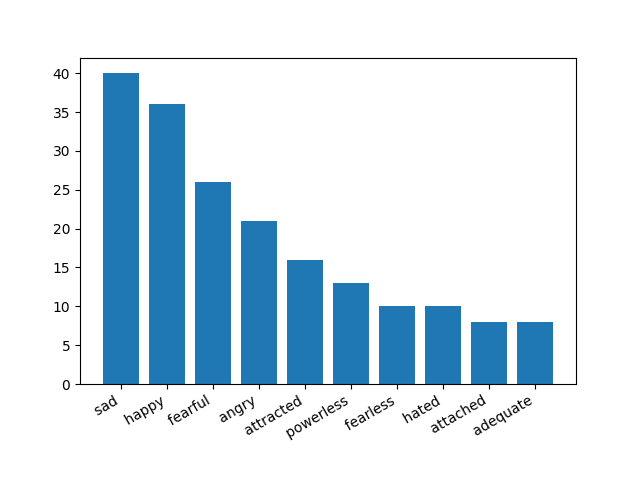 40
35
30
25
20
15
10
5
0
sad
happy
fearful
angry
attracted
powerless
fearless
hated
attached
adequate